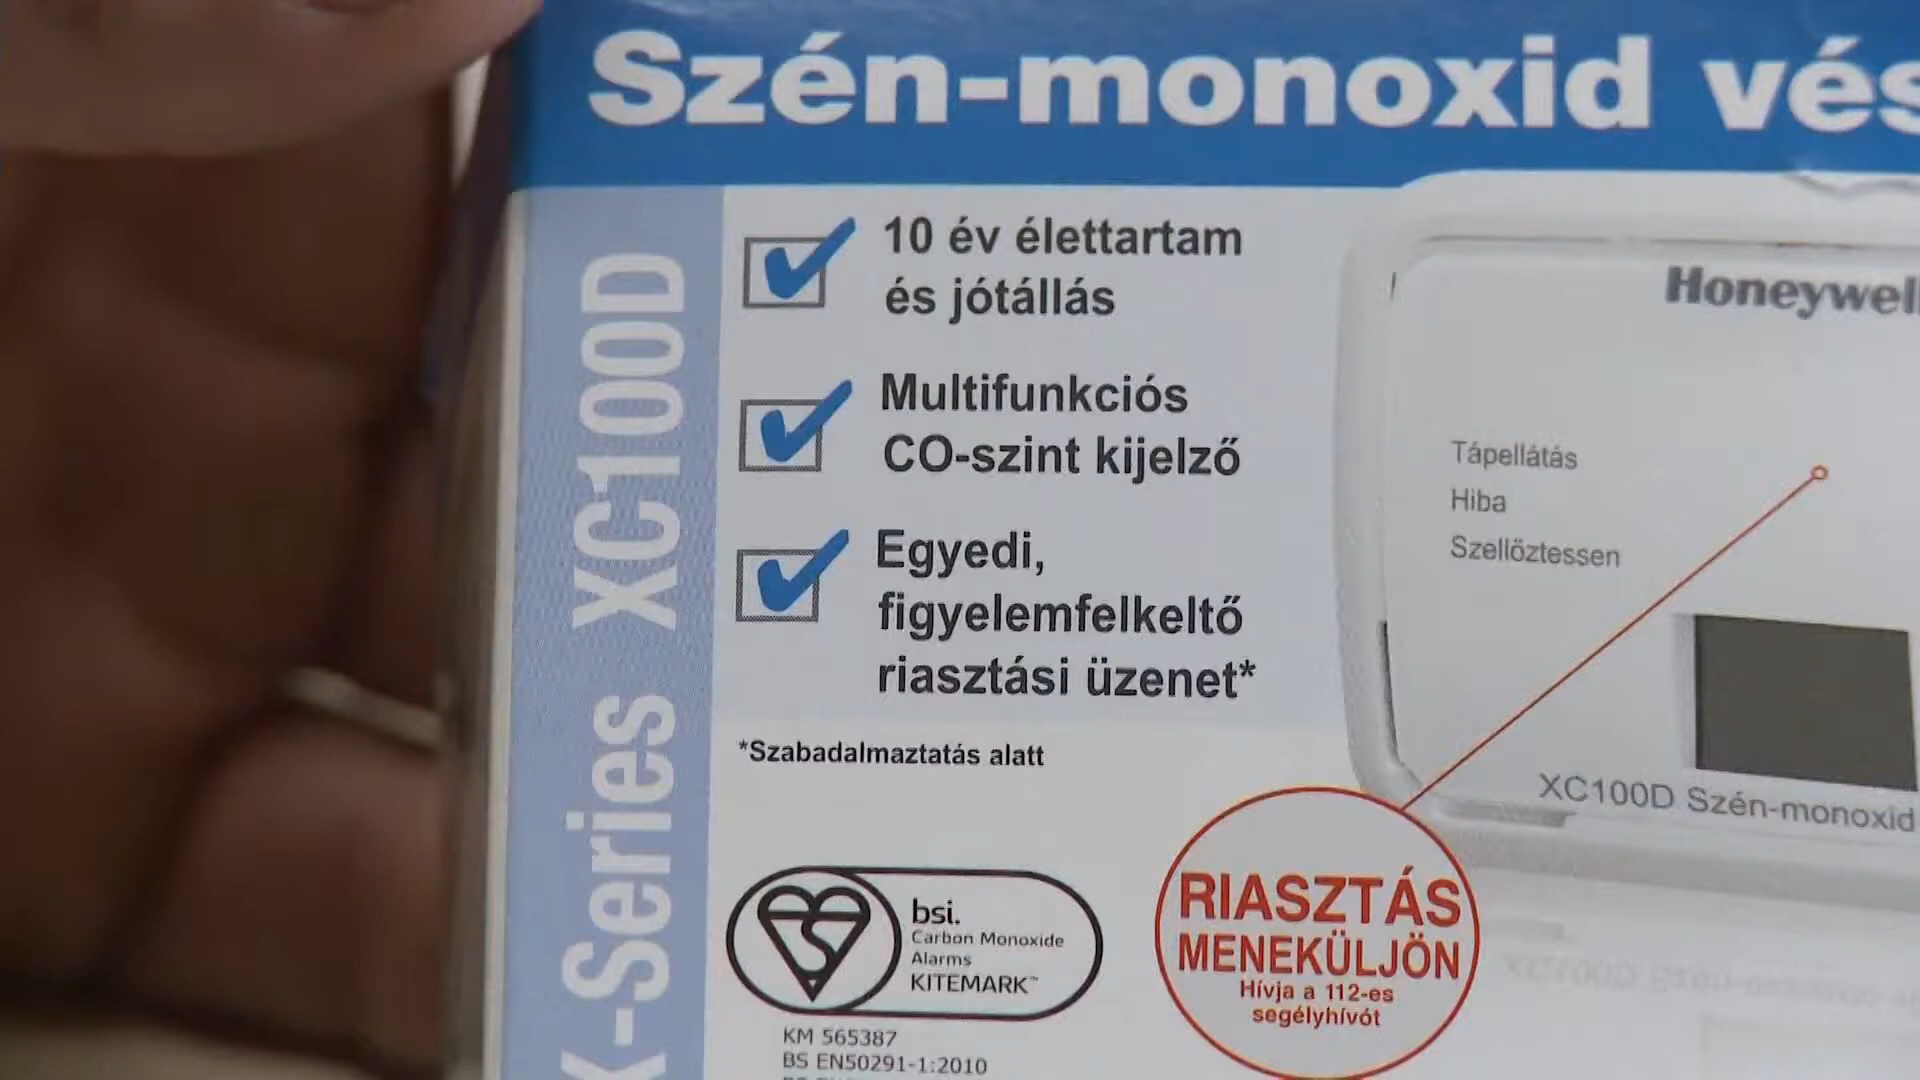 Szén-monoxid
X-Series XC100D
10 év élettartam
és jótállás
Multifunkciós
CO-szint kijelző
Egyedi,
figyelemfelkeltő
riasztási üzenet*
*Szabadalmaztatás alatt
Honeywell
Tápellátás
Hiba
Szellőztessen
XC100D Szén-monoxid
RIASZTÁS
MENEKÜLJÖN
Hívja a 112-es
segélyhívót
bsi.
Carbon Monoxide
Alarms
KITEMARK™
KM 565387
BS EN50291-1:2010